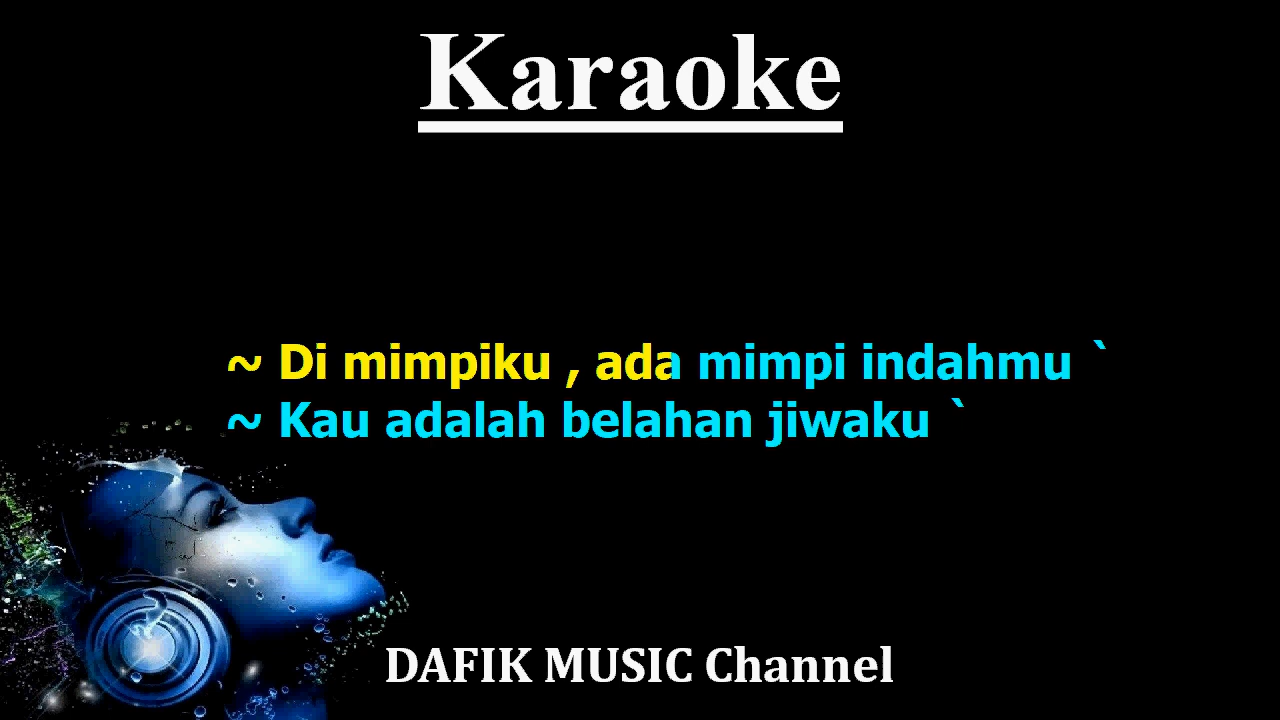 Karaoke
~ Di mimpiku , ada mimpi indahmu `
~ Kau adalah belahan jiwaku `
DAFIK MUSIC Channel